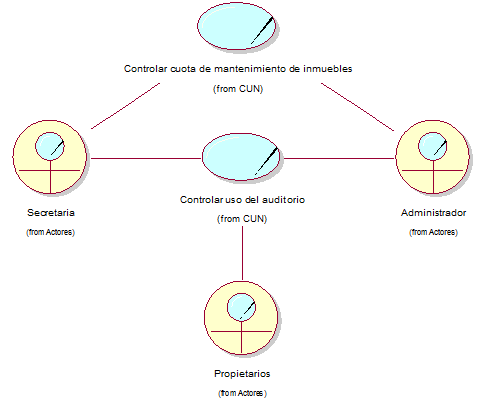 Controlar cuota de mantenimiento de inmuebles
(from CUN)
Secretaria
(from Actores)
Controlar uso del auditorio
(from CUN)
Administrador
(from Actores)
Propietarios
(from Actores)